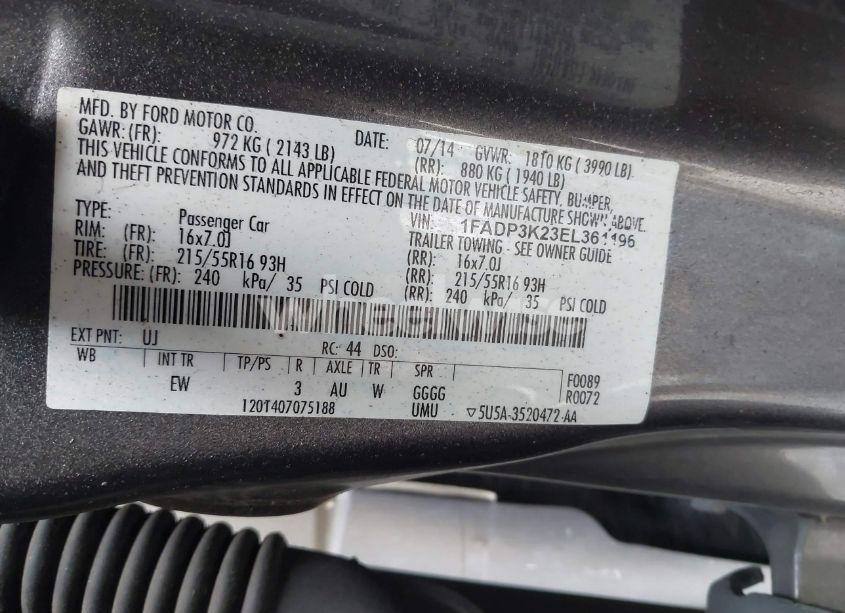 MFD. BY FORD MOTOR CO.
DATE: 07/14 GVWR: 1810 KG ( 3990 LB).
GAWR: (FR): 972 KG ( 2143 LB) (RR): 880 KG ( 1940 LB)
THIS VEHICLE CONFORMS TO ALL APPLICABLE FEDERAL MOTOR VEHICLE SAFETY, BUMPER,
AND THEFT PREVENTION STANDARDS IN EFFECT ON THE DATE OF MANUFACTURE SHOWN ABOVE.
VIN: 1FADP3K23EL361196
TYPE: Passenger Car TRAILER TOWING - SEE OWNER GUIDE
RIM: (FR): 16x7.0J (RR): 16x7.0J
TIRE: (FR): 215/55R16 93H (RR): 215/55R16 93H
PRESSURE: (FR): 240 kPa/ 35 PSI COLD (RR): 240 kPa/ 35 PSI COLD
EXT PNT: UJ RC: 44 DSO:
WB INT TR TP/PS R AXLE TR SPR
EW 3 AU W GGGG F0089
UMU R0072
120T407075188 ▽5U5A-3520472-AA